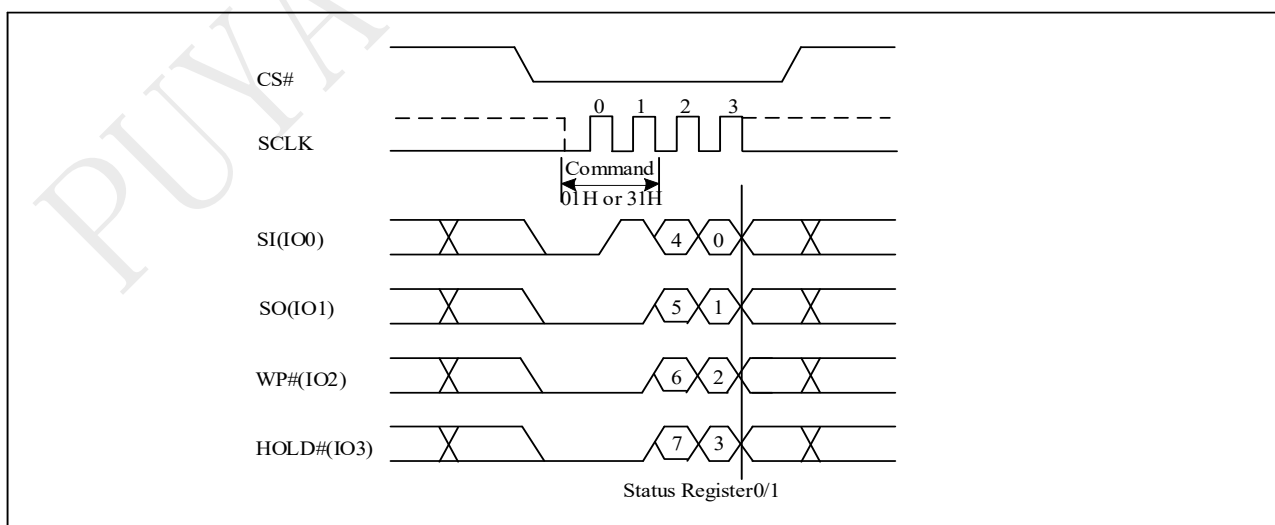 PUYA
CS#
0 1 2 3
SCLK
Command
01H or 31H
SI(IO0) 4 0
SO(IO1) 5 1
WP#(IO2) 6 2
HOLD#(IO3) 7 3
Status Register0/1